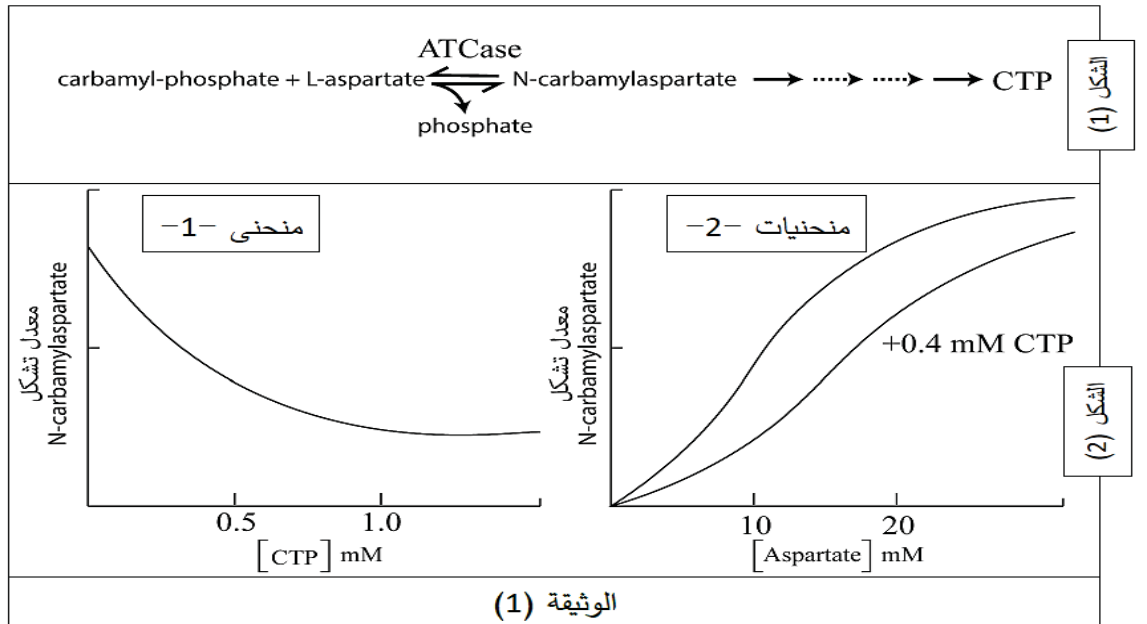 ATCase
carbamyl-phosphate + L-aspartate N-carbamylaspartate CTP
phosphate
الشكل (1)
منحنى -1-
معدل تشكل
N-carbamylaspartate
0.5 1.0
[CTP] mM
منحنيات -2-
معدل تشكل
N-carbamylaspartate
+0.4 mM CTP
10 20
[Aspartate] mM
الشكل (2)
الوثيقة (1)